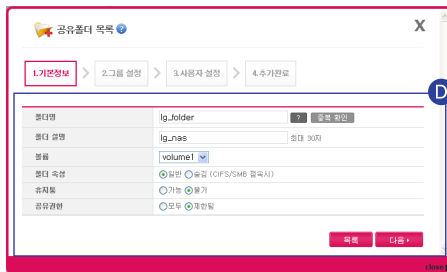 공유폴더 목록 ?
X
1.기본정보 > 2.그룹 설정 > 3.사용자 설정 > 4.추가완료
D
폴더명 lg_folder ? 중복 확인
폴더 설명 lg_nas 최대 30자
볼륨 volume1
폴더 속성 일반 숨김 (CIFS/SMB 접속시)
휴지통 가능 불가
공유권한 모두 제한됨
목록 다음
close